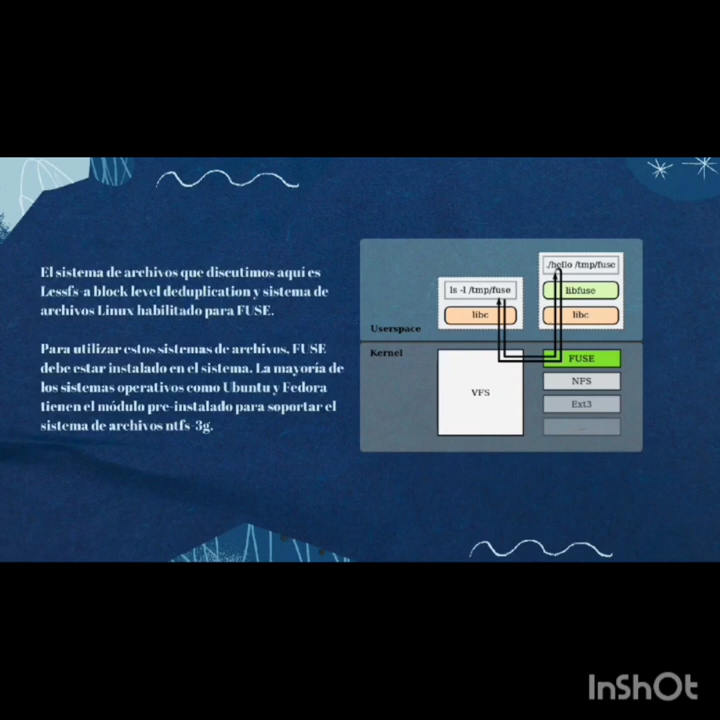 El sistema de archivos que discutimos aquí es
Lessfs-a block level deduplication y sistema de
archivos Linux habilitado para FUSE.
Para utilizar estos sistemas de archivos, FUSE
debe estar instalado en el sistema. La mayoría de
los sistemas operativos como Ubuntu y Fedora
tienen el módulo pre-instalado para soportar el
sistema de archivos ntfs-3g.
./hello /tmp/fuse
ls -l /tmp/fuse
libfuse
libc
libc
Userspace
Kernel
FUSE
VFS
NFS
Ext3
...
InShOt